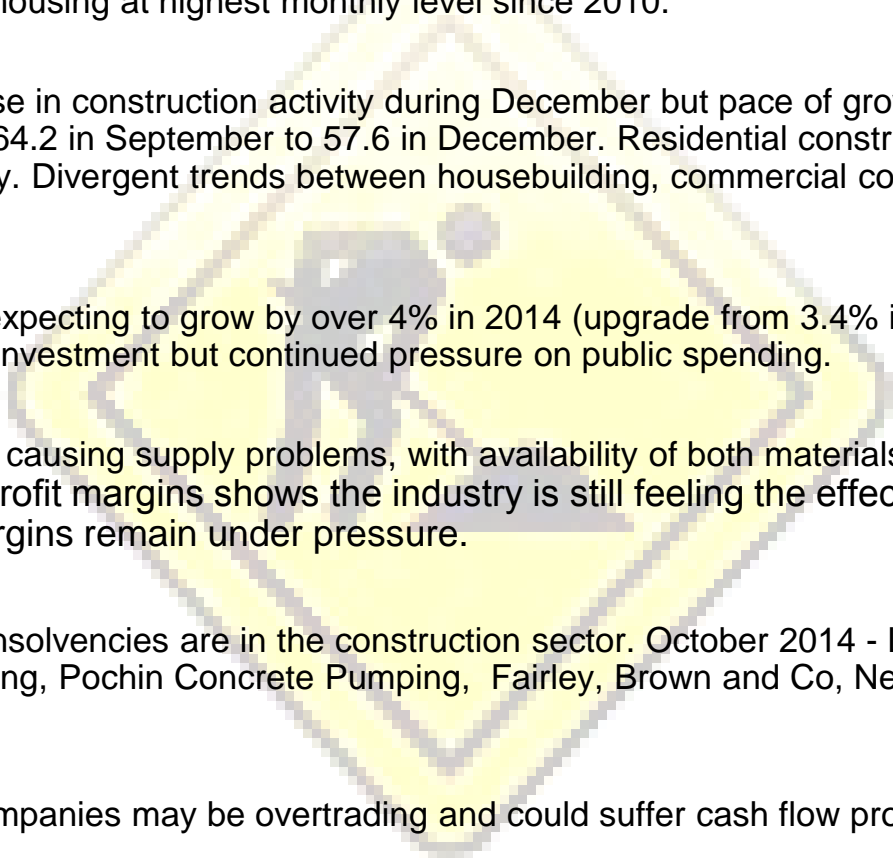 ousing at highest monthly level since 2010.
se in construction activity during December but pace of gro
64.2 in September to 57.6 in December. Residential constr
y. Divergent trends between housebuilding, commercial co
expecting to grow by over 4% in 2014 (upgrade from 3.4% i
nvestment but continued pressure on public spending.
causing supply problems, with availability of both materials
rofit margins shows the industry is still feeling the effec
rgins remain under pressure.
nsolvencies are in the construction sector. October 2014 -
ng, Pochin Concrete Pumping, Fairley, Brown and Co, Ne
mpanies may be overtrading and could suffer cash flow pro